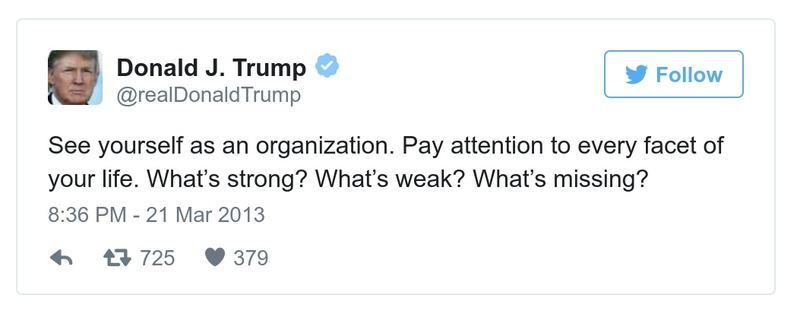 Donald J. Trump
@realDonaldTrump
Follow
See yourself as an organization. Pay attention to every facet of
your life. What’s strong? What’s weak? What’s missing?
8:36 PM - 21 Mar 2013
725 379